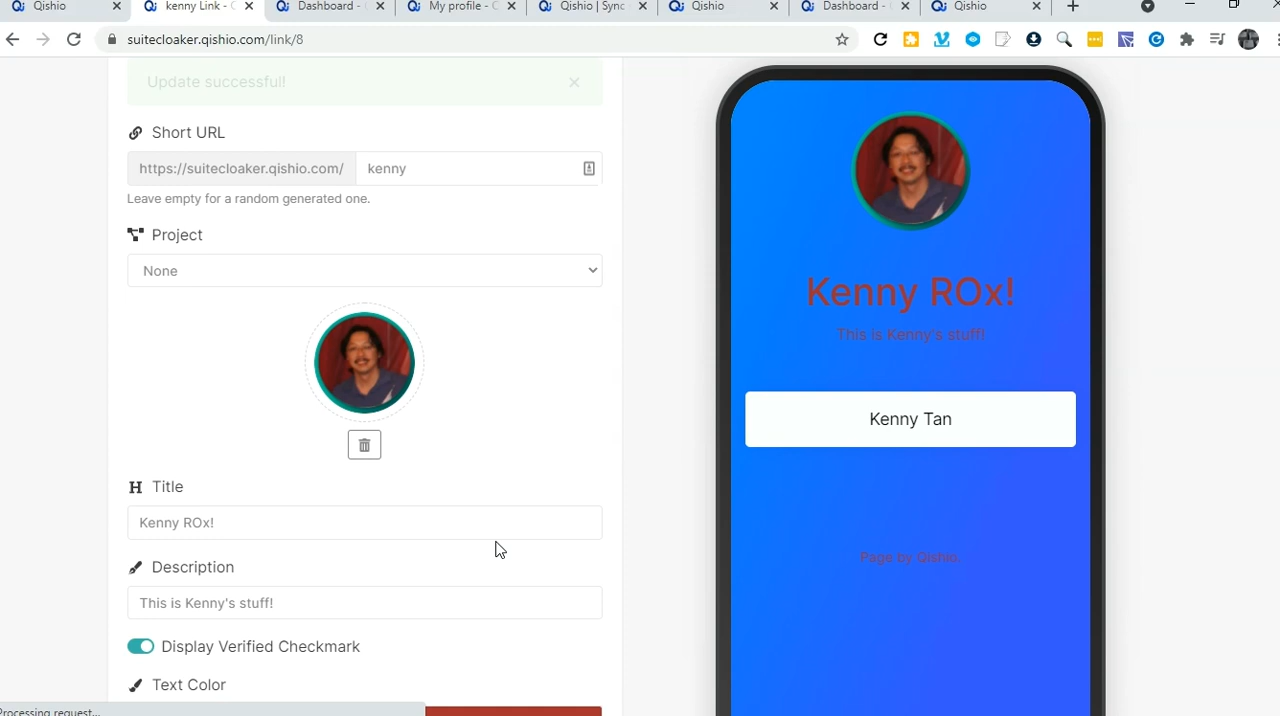 Qishio
kenny Link - C
Dashboard -
My profile - C
Qishio | Sync
Qishio
Dashboard -
Qishio
suitecloaker.qishio.com/link/8
Update successful!
Short URL
https://suitecloaker.qishio.com/ kenny
Leave empty for a random generated one.
Project
None
Title
Kenny ROx!
Description
This is Kenny's stuff!
Display Verified Checkmark
Text Color
Processing request...
Kenny ROx!
This is Kenny's stuff!
Kenny Tan
Page by Qishio.